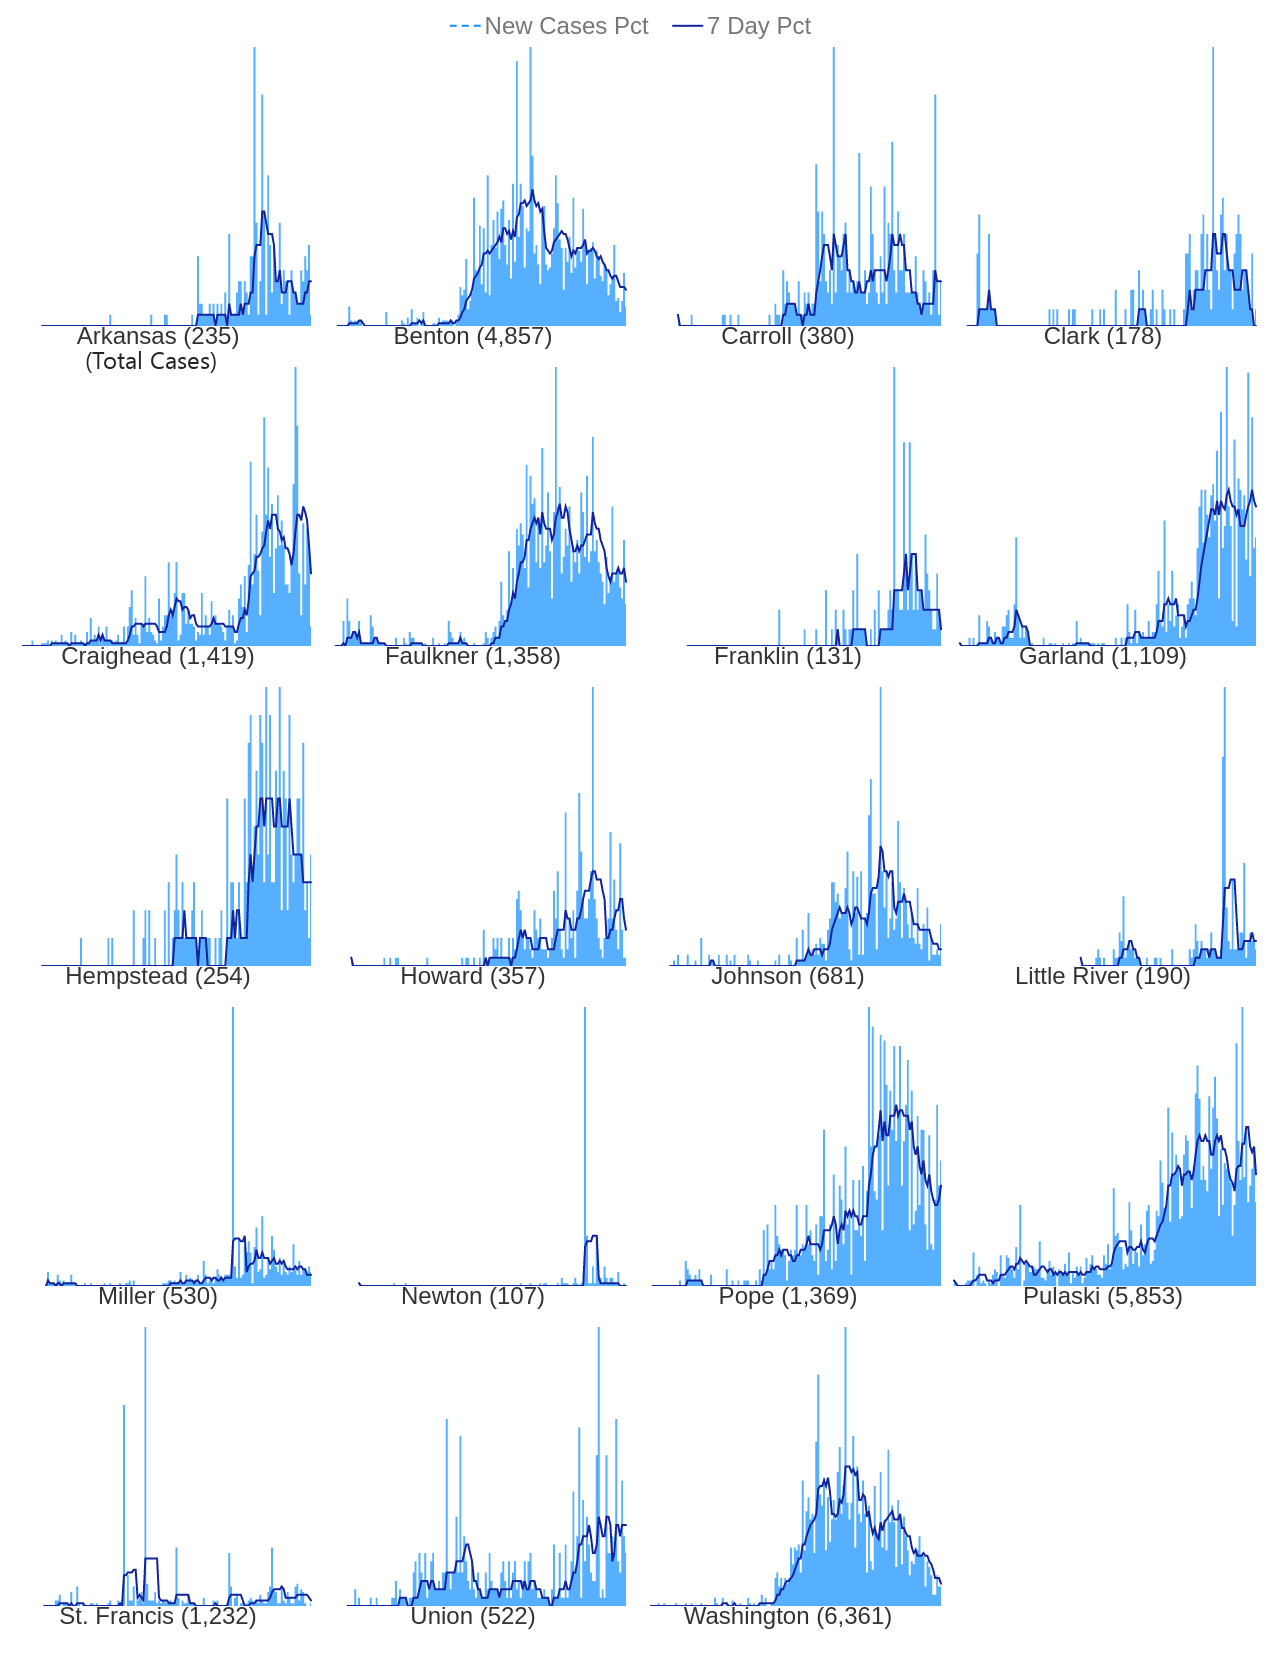 New Cases Pct 7 Day Pct
Arkansas (235) Benton (4,857) Carroll (380) Clark (178)
(Total Cases)
Craighead (1,419) Faulkner (1,358) Franklin (131) Garland (1,109)
Hempstead (254) Howard (357) Johnson (681) Little River (190)
Miller (530) Newton (107) Pope (1,369) Pulaski (5,853)
St. Francis (1,232) Union (522) Washington (6,361)